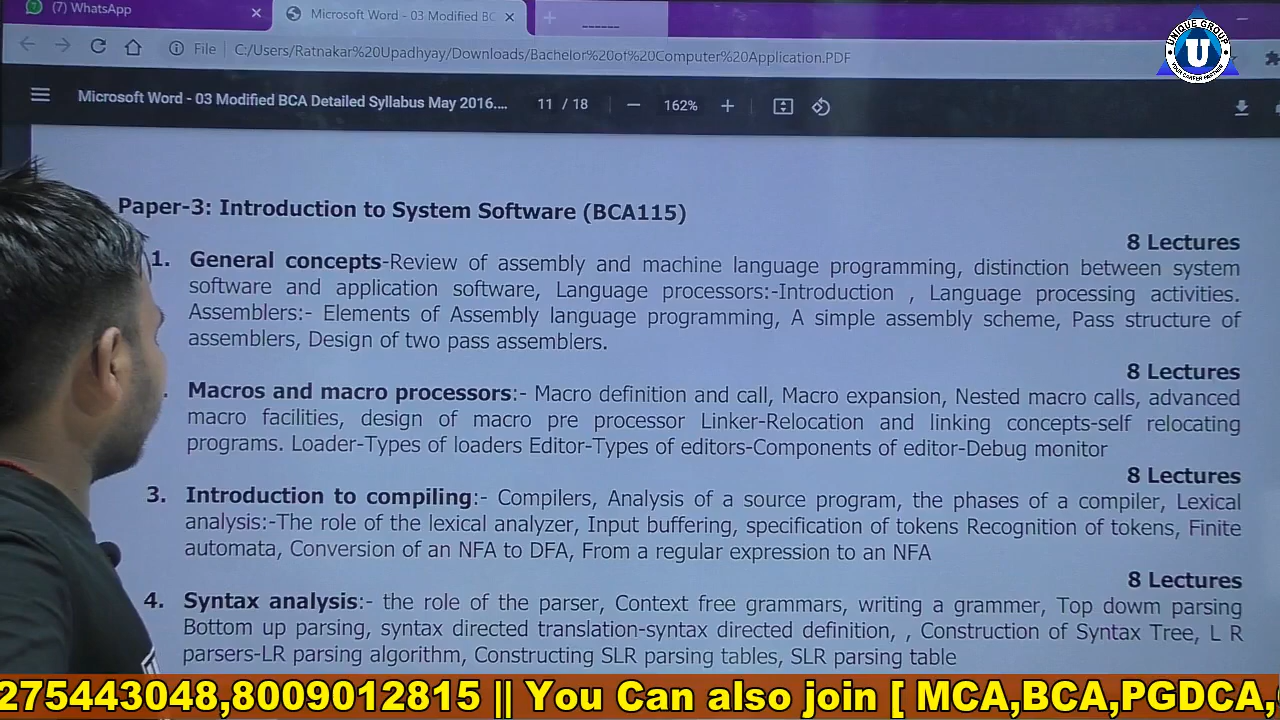 (7) WhatsApp
Microsoft Word - 03 Modified BC
File
C:/Users/Ratnakar%20Upadhyay/Downloads/Bachelor%20of%20Computer%20Application.PDF
UNIQUE GROUP
U
YOUR CAREER PARTNER
Microsoft Word - 03 Modified BCA Detailed Syllabus May 2016.... 11 / 18 162%
Paper-3: Introduction to System Software (BCA115)
8 Lectures
1. General concepts-Review of assembly and machine language programming, distinction between system
software and application software, Language processors:-Introduction , Language processing activities.
Assemblers:- Elements of Assembly language programming, A simple assembly scheme, Pass structure of
assemblers, Design of two pass assemblers.
8 Lectures
. Macros and macro processors:- Macro definition and call, Macro expansion, Nested macro calls, advanced
macro facilities, design of macro pre processor Linker-Relocation and linking concepts-self relocating
programs. Loader-Types of loaders Editor-Types of editors-Components of editor-Debug monitor
8 Lectures
3. Introduction to compiling:- Compilers, Analysis of a source program, the phases of a compiler, Lexical
analysis:-The role of the lexical analyzer, Input buffering, specification of tokens Recognition of tokens, Finite
automata, Conversion of an NFA to DFA, From a regular expression to an NFA
8 Lectures
4. Syntax analysis:- the role of the parser, Context free grammars, writing a grammer, Top dowm parsing
Bottom up parsing, syntax directed translation-syntax directed definition, , Construction of Syntax Tree, L R
parsers-LR parsing algorithm, Constructing SLR parsing tables, SLR parsing table
275443048,8009012815 || You Can also join [ MCA,BCA,PGDCA,